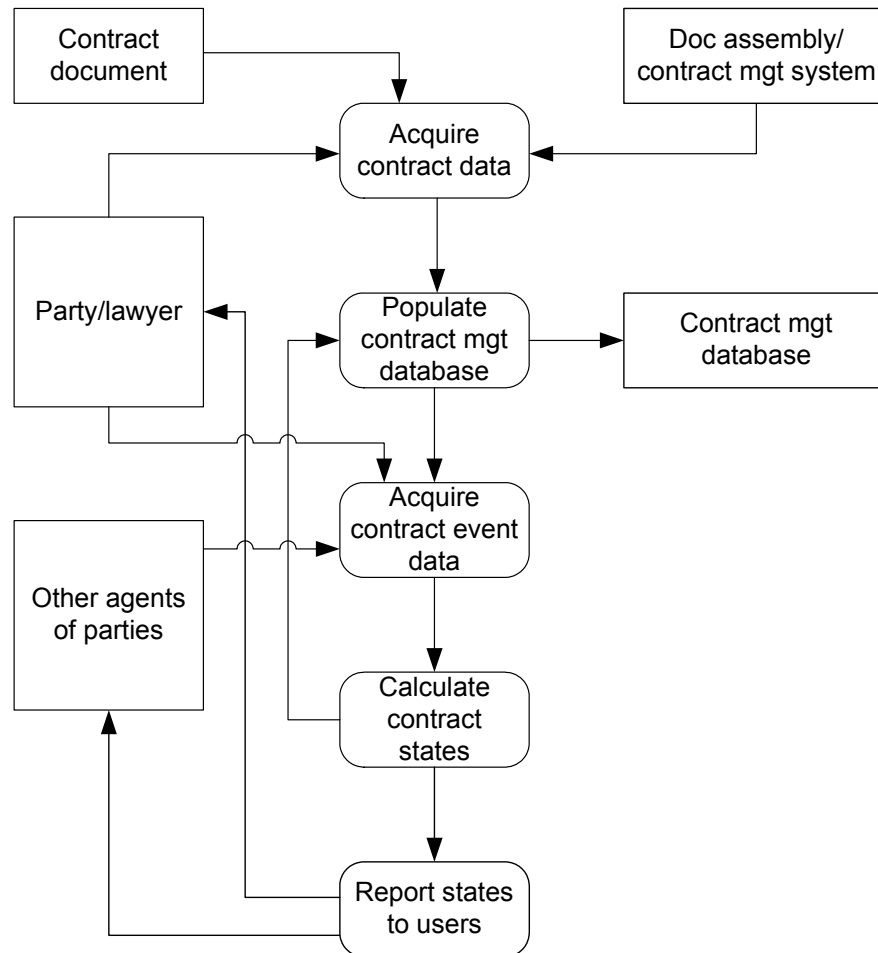 Contract
document
Doc assembly/
contract mgt system
Acquire
contract data
Party/lawyer
Populate
contract mgt
database
Contract mgt
database
Acquire
contract event
data
Other agents
of parties
Calculate
contract
states
Report states
to users